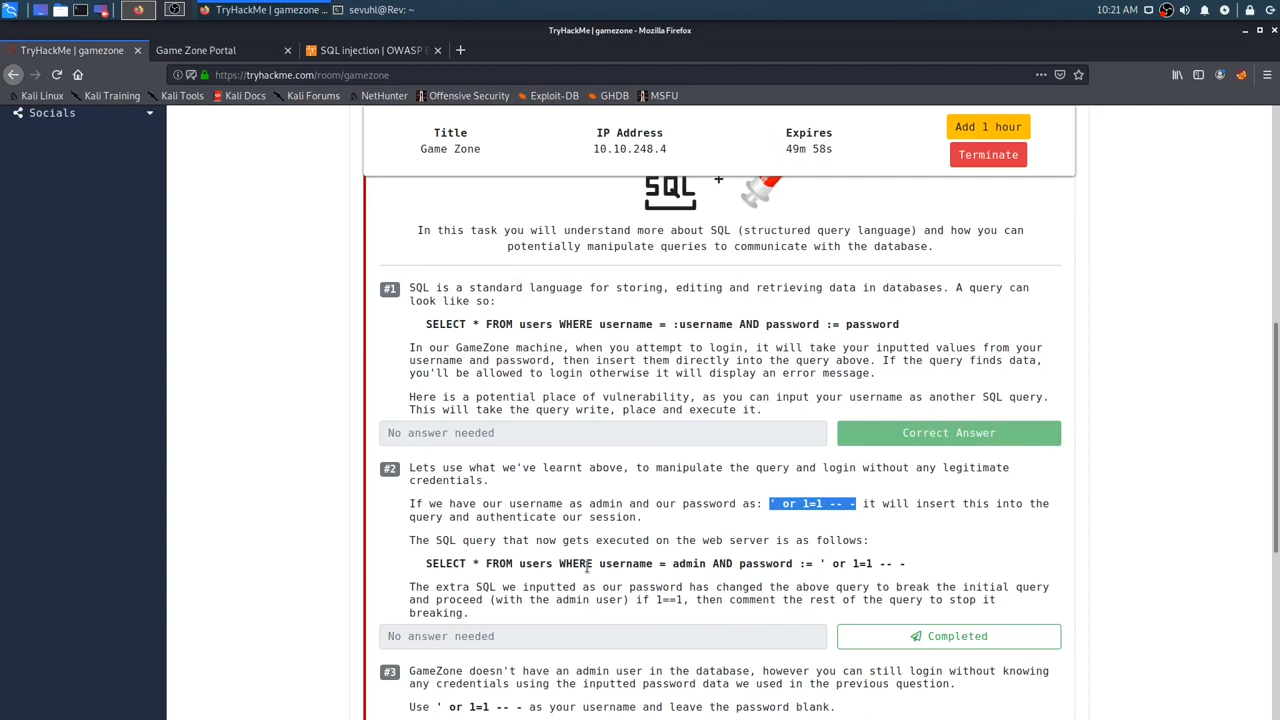 TryHackMe | gamezone ...
sevuhl@Rev: ~
10:21 AM
TryHackMe | gamezone - Mozilla Firefox
TryHackMe | gamezone
Game Zone Portal
SQL injection | OWASP B
https://tryhackme.com/room/gamezone
Kali Linux
Kali Training
Kali Tools
Kali Docs
Kali Forums
NetHunter
Offensive Security
Exploit-DB
GHDB
MSFU
Socials
Title
IP Address
Expires
Add 1 hour
Game Zone
10.10.248.4
49m 58s
Terminate
SQL
+
In this task you will understand more about SQL (structured query language) and how you can
potentially manipulate queries to communicate with the database.
#1
SQL is a standard language for storing, editing and retrieving data in databases. A query can
look like so:
SELECT * FROM users WHERE username = :username AND password := password
In our GameZone machine, when you attempt to login, it will take your inputted values from your
username and password, then insert them directly into the query above. If the query finds data,
you'll be allowed to login otherwise it will display an error message.
Here is a potential place of vulnerability, as you can input your username as another SQL query.
This will take the query write, place and execute it.
No answer needed
Correct Answer
#2
Lets use what we've learnt above, to manipulate the query and login without any legitimate
credentials.
If we have our username as admin and our password as: ' or 1=1 -- - it will insert this into the
query and authenticate our session.
The SQL query that now gets executed on the web server is as follows:
SELECT * FROM users WHERE username = admin AND password := ' or 1=1 -- -
The extra SQL we inputted as our password has changed the above query to break the initial query
and proceed (with the admin user) if 1==1, then comment the rest of the query to stop it
breaking.
No answer needed
Completed
#3
GameZone doesn't have an admin user in the database, however you can still login without knowing
any credentials using the inputted password data we used in the previous question.
Use ' or 1=1 -- - as your username and leave the password blank.